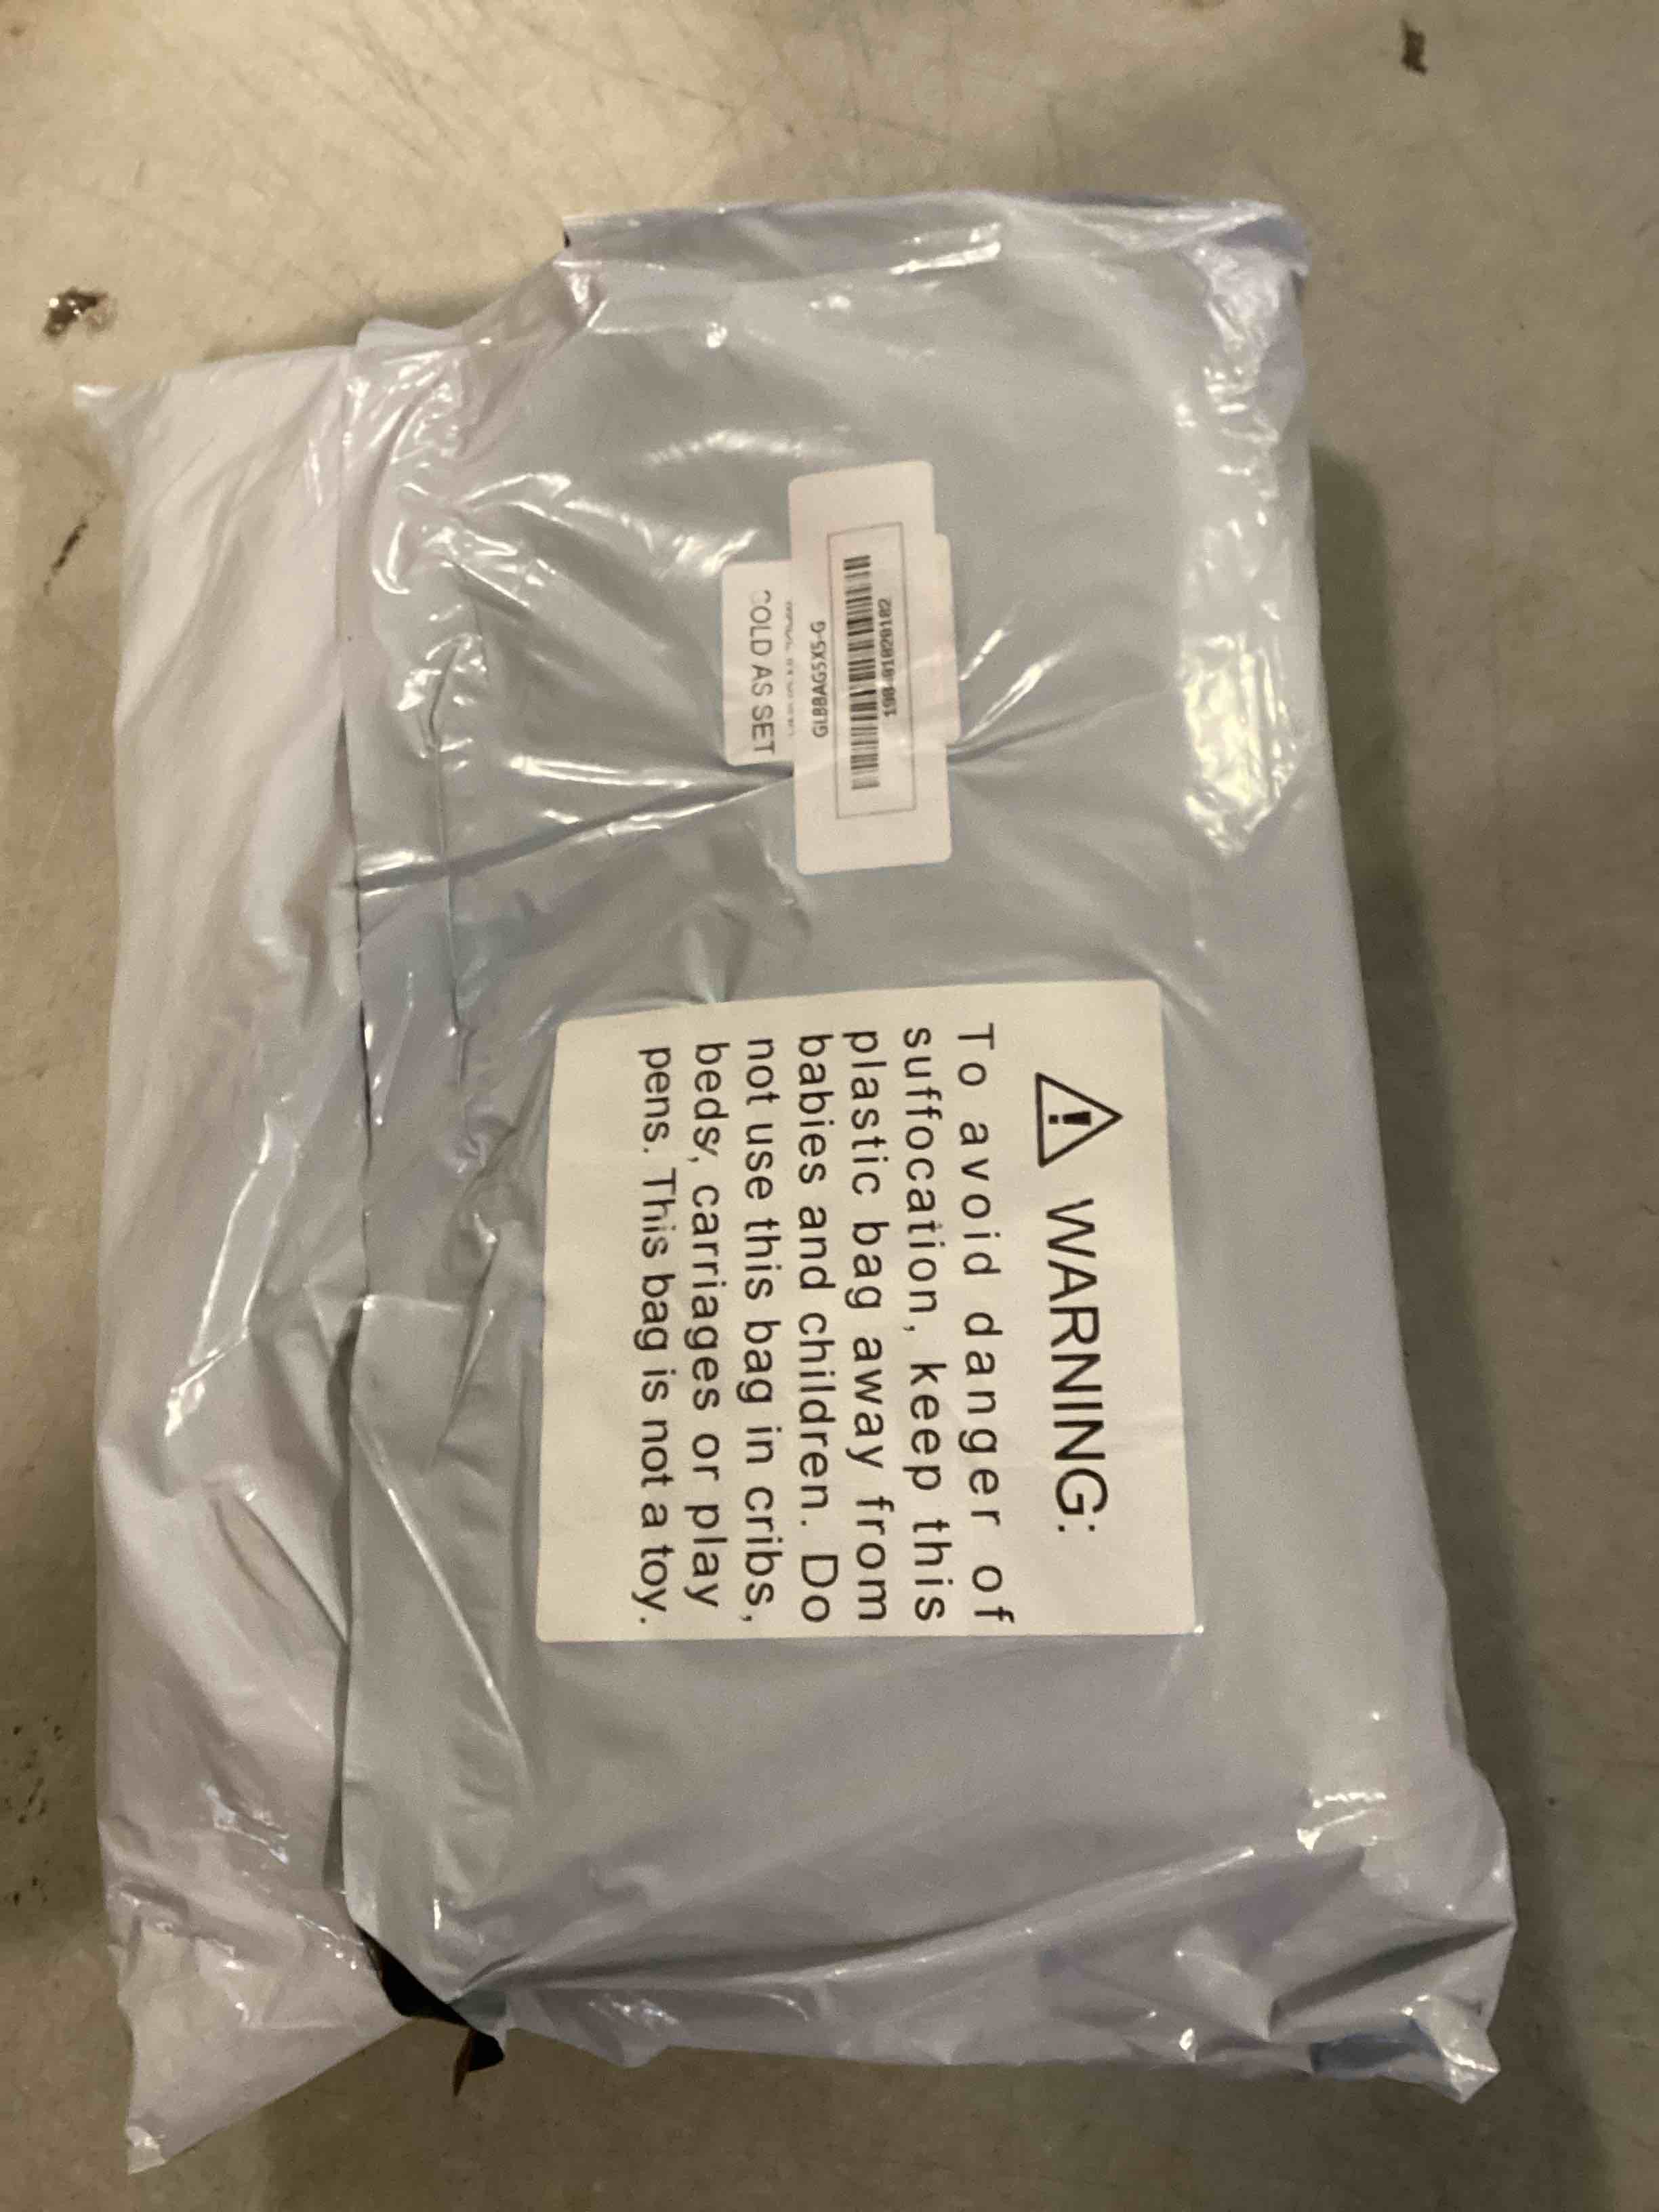 WARNING:
To avoid danger of
suffocation, keep this
plastic bag away from
babies and children. Do
not use this bag in cribs,
beds, carriages or play
pens. This bag is not a toy.
SOLD AS SET